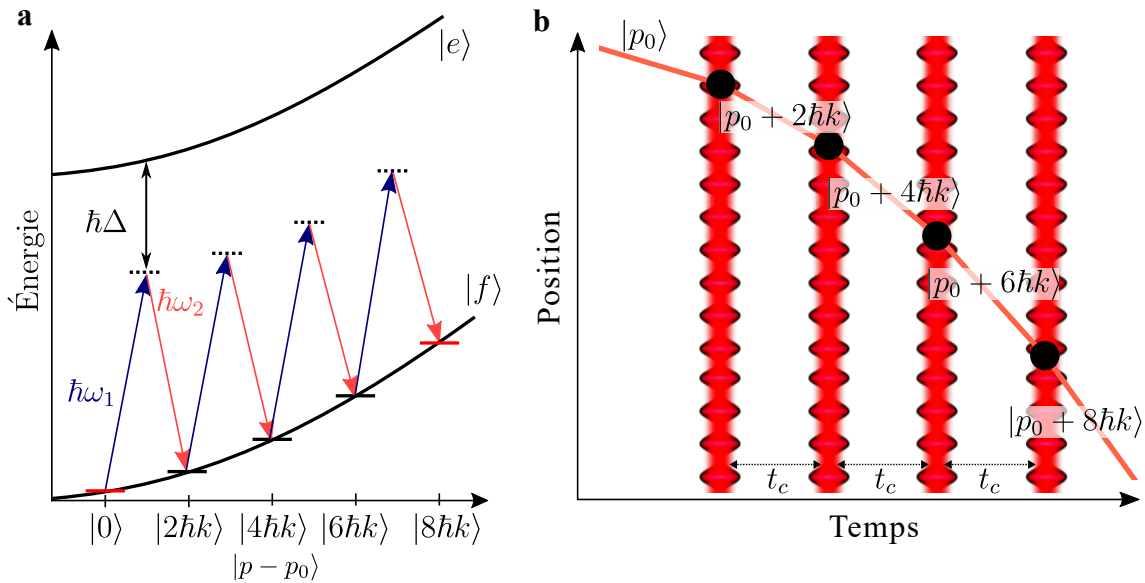 a
Énergie
|e⟩
ħΔ
|f⟩
ħω₂
ħω₁
|0⟩ |2ħk⟩ |4ħk⟩ |6ħk⟩ |8ħk⟩
|p − p₀⟩
b
Position
|p₀⟩
|p₀ + 2ħk⟩
|p₀ + 4ħk⟩
|p₀ + 6ħk⟩
|p₀ + 8ħk⟩
t_c t_c t_c
Temps